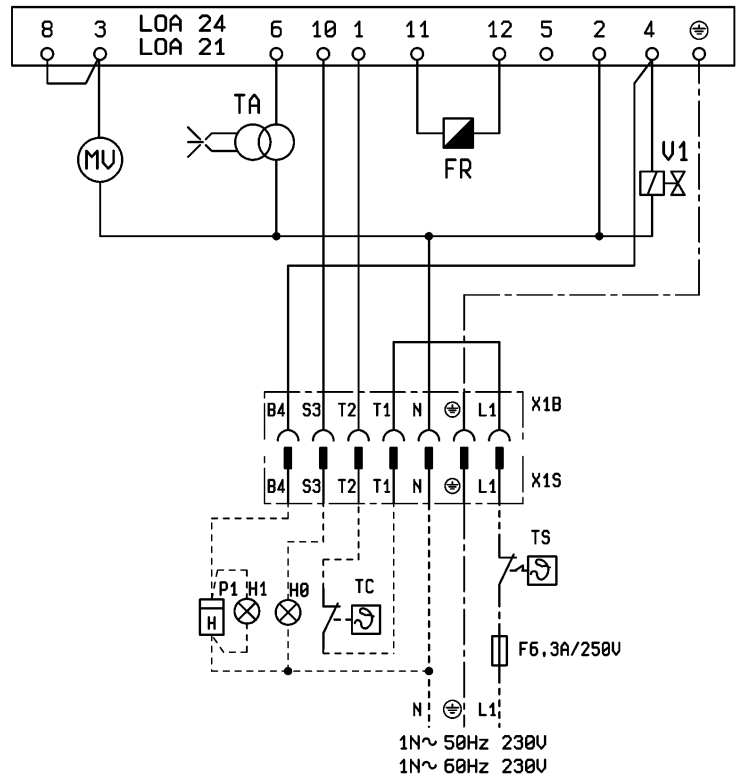 8 3 LOA 24 6 10 1 11 12 5 2 4
LOA 21
TA
MV
FR
V1
B4 S3 T2 T1 N L1 X1B
B4 S3 T2 T1 N L1 X1S
TS
P1 H1 H0 TC
H
F6,3A/250V
N L1
1N~ 50Hz 230V
1N~ 60Hz 230V